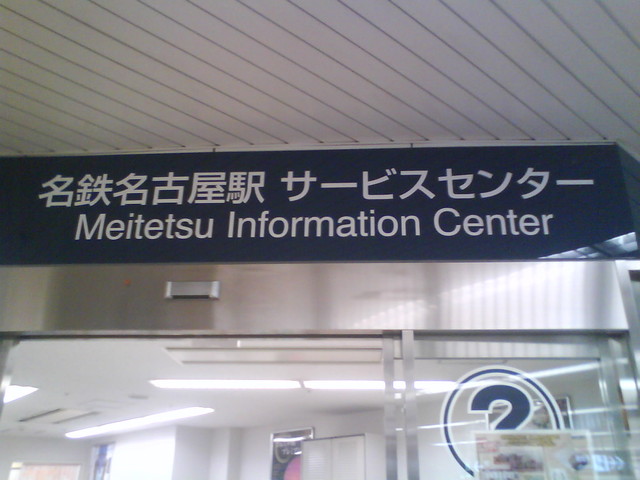 名鉄名古屋駅 サービスセンター
Meitetsu Information Center
?